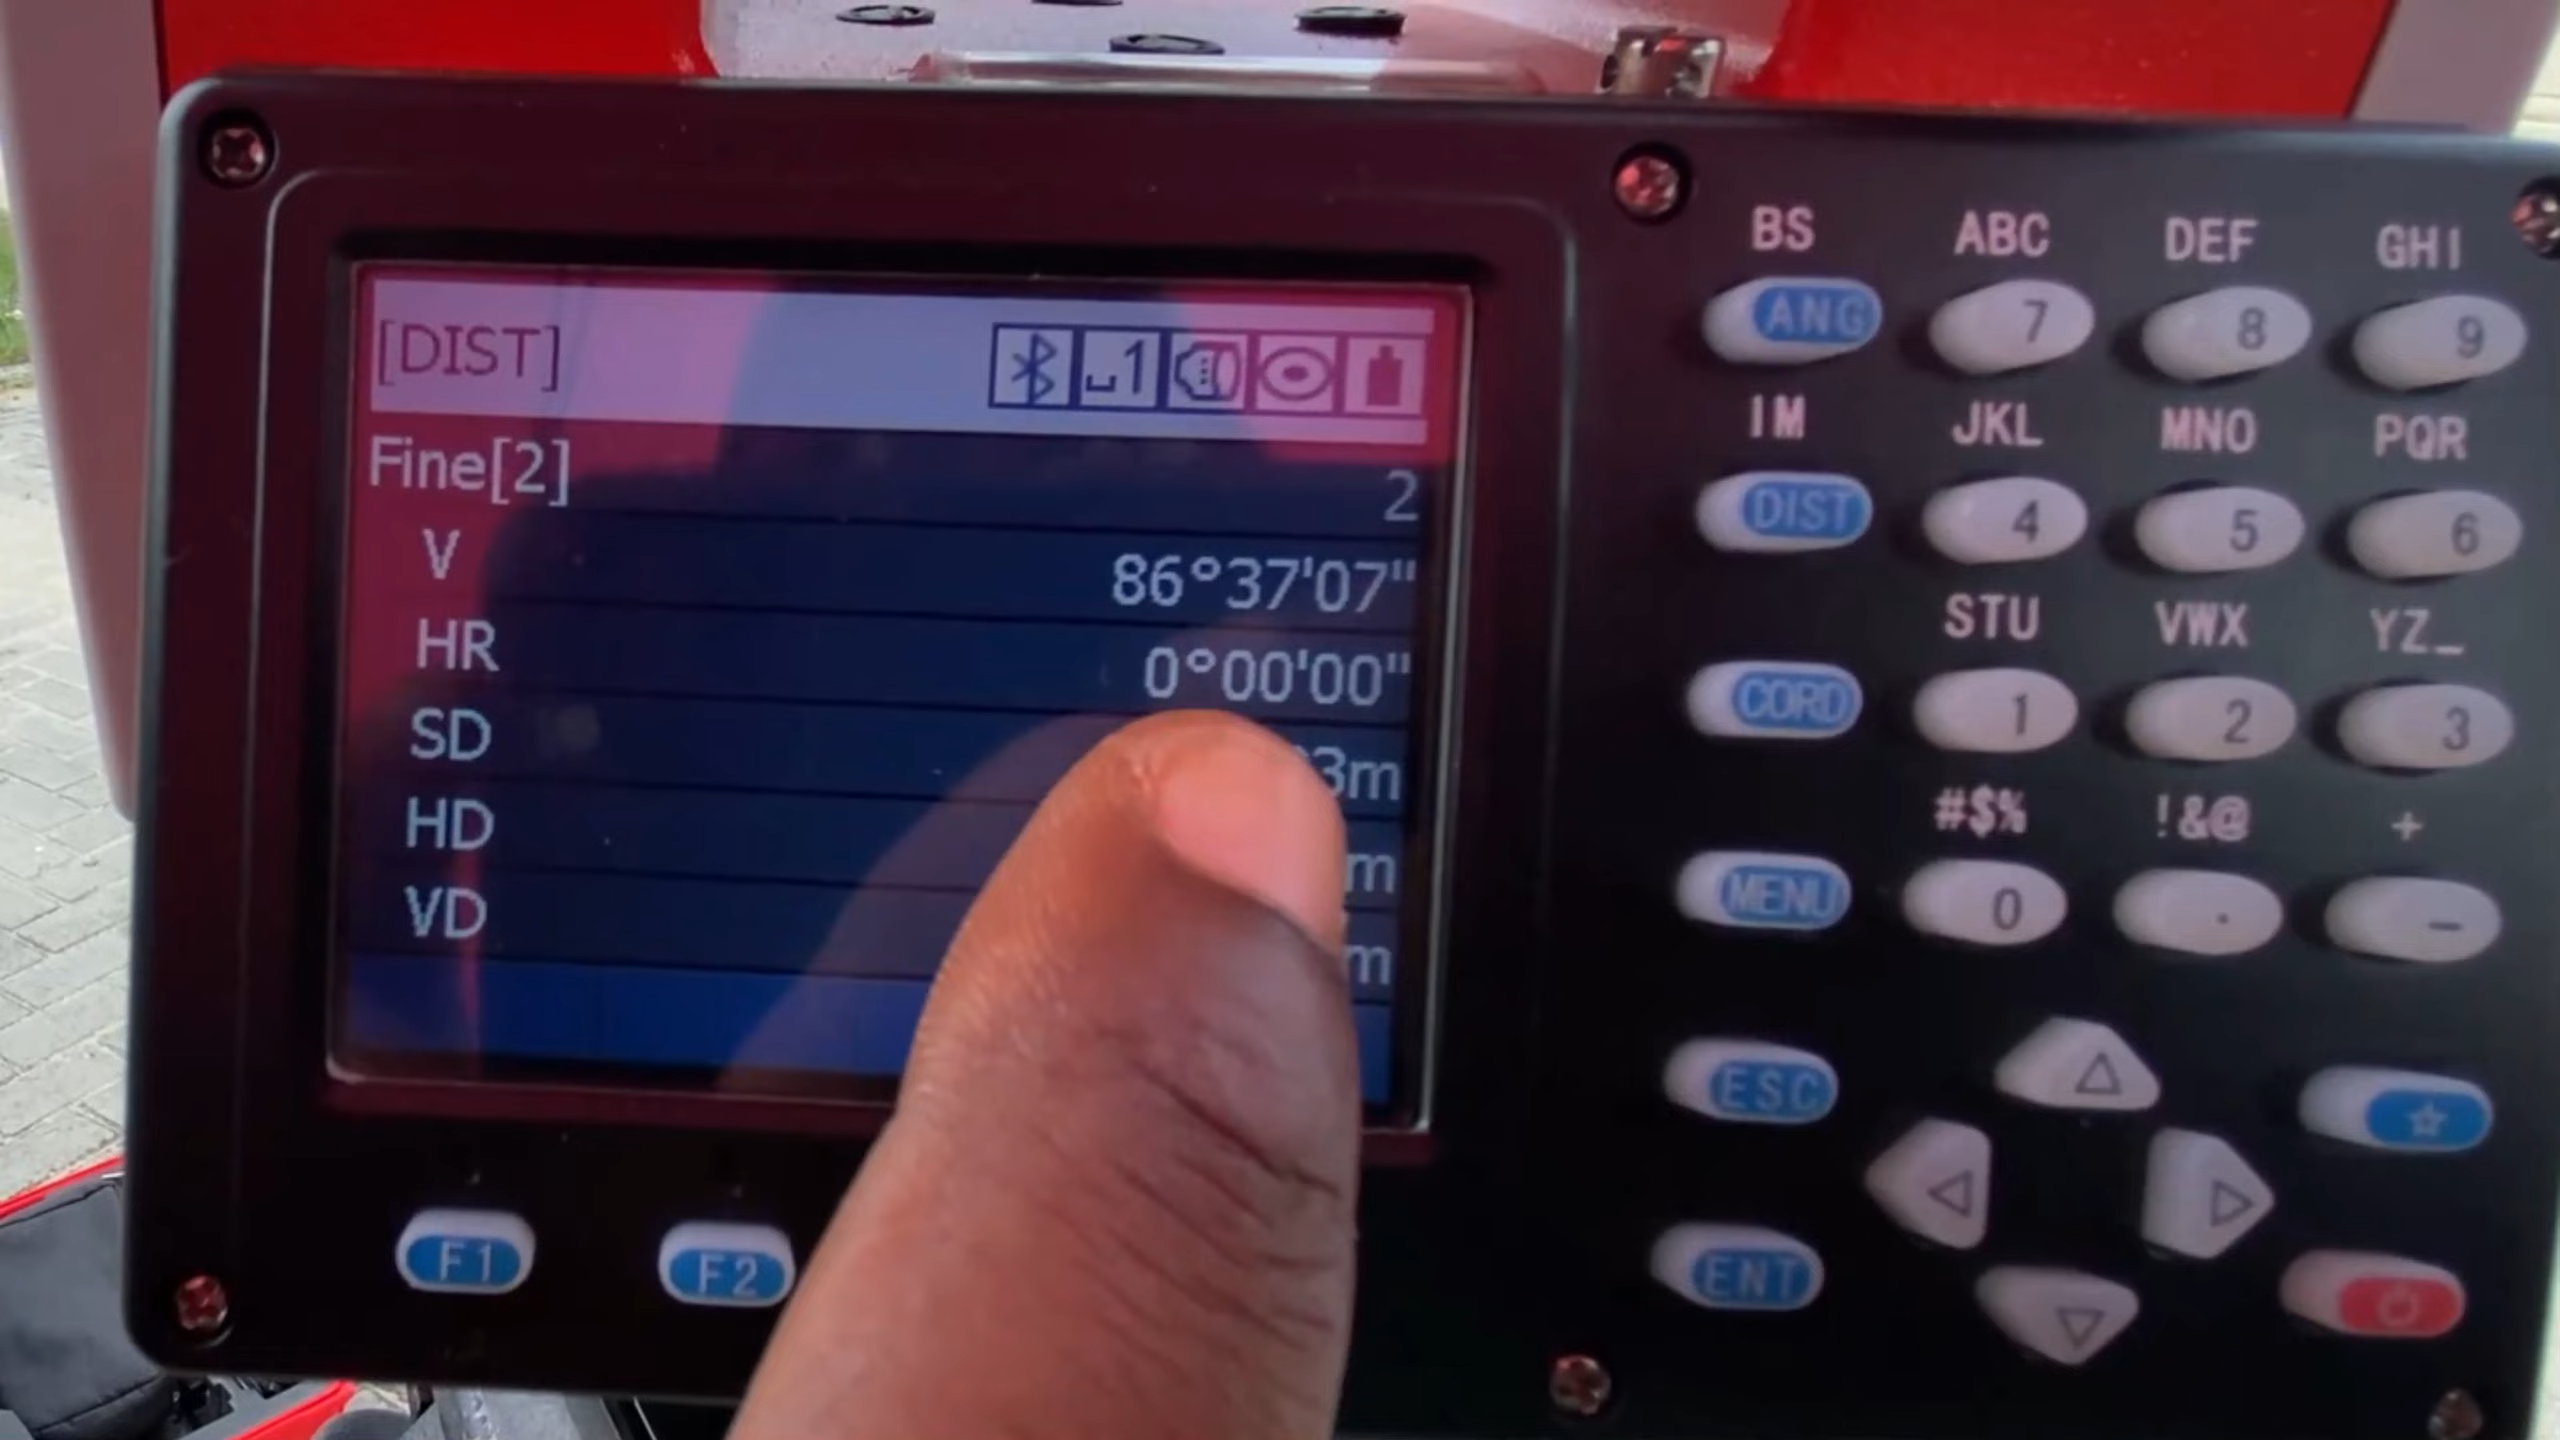 [DIST] 1
Fine[2] 2
V 86°37'07"
HR 0°00'00"
SD 3m
HD m
VD m
F1 F2
BS ABC DEF GHI
ANG 7 8 9
IM JKL MNO PQR
DIST 4 5 6
STU VWX YZ_
CORD 1 2 3
#$% !&@ +
MENU 0 . -
ESC
ENT